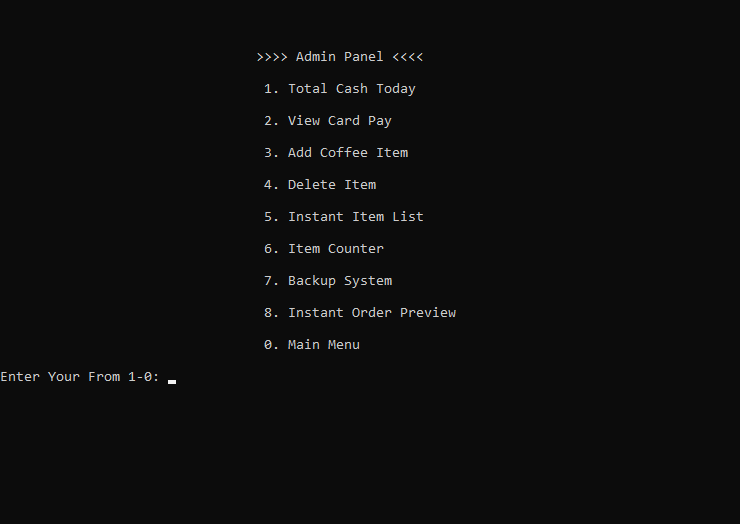 >>>> Admin Panel <<<<
1. Total Cash Today
2. View Card Pay
3. Add Coffee Item
4. Delete Item
5. Instant Item List
6. Item Counter
7. Backup System
8. Instant Order Preview
0. Main Menu
Enter Your From 1-0: